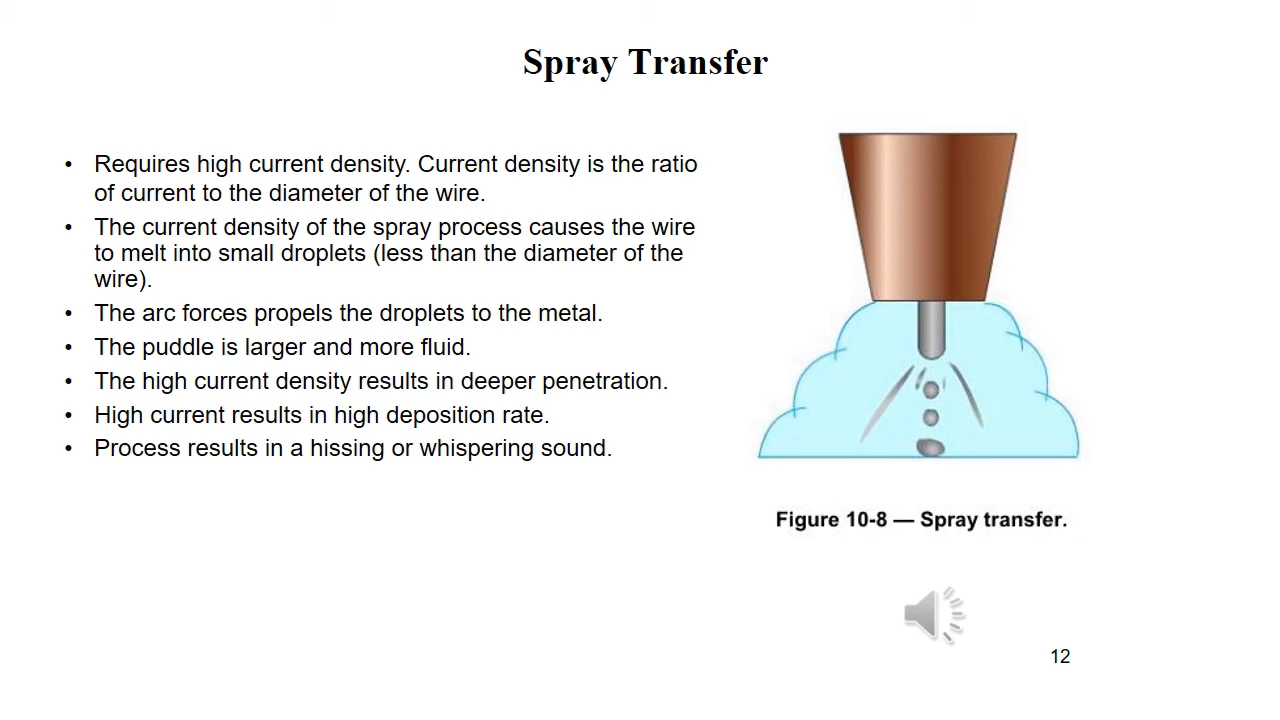 Spray Transfer
• Requires high current density. Current density is the ratio
of current to the diameter of the wire.
• The current density of the spray process causes the wire
to melt into small droplets (less than the diameter of the
wire).
• The arc forces propels the droplets to the metal.
• The puddle is larger and more fluid.
• The high current density results in deeper penetration.
• High current results in high deposition rate.
• Process results in a hissing or whispering sound.
Figure 10-8 — Spray transfer.
12